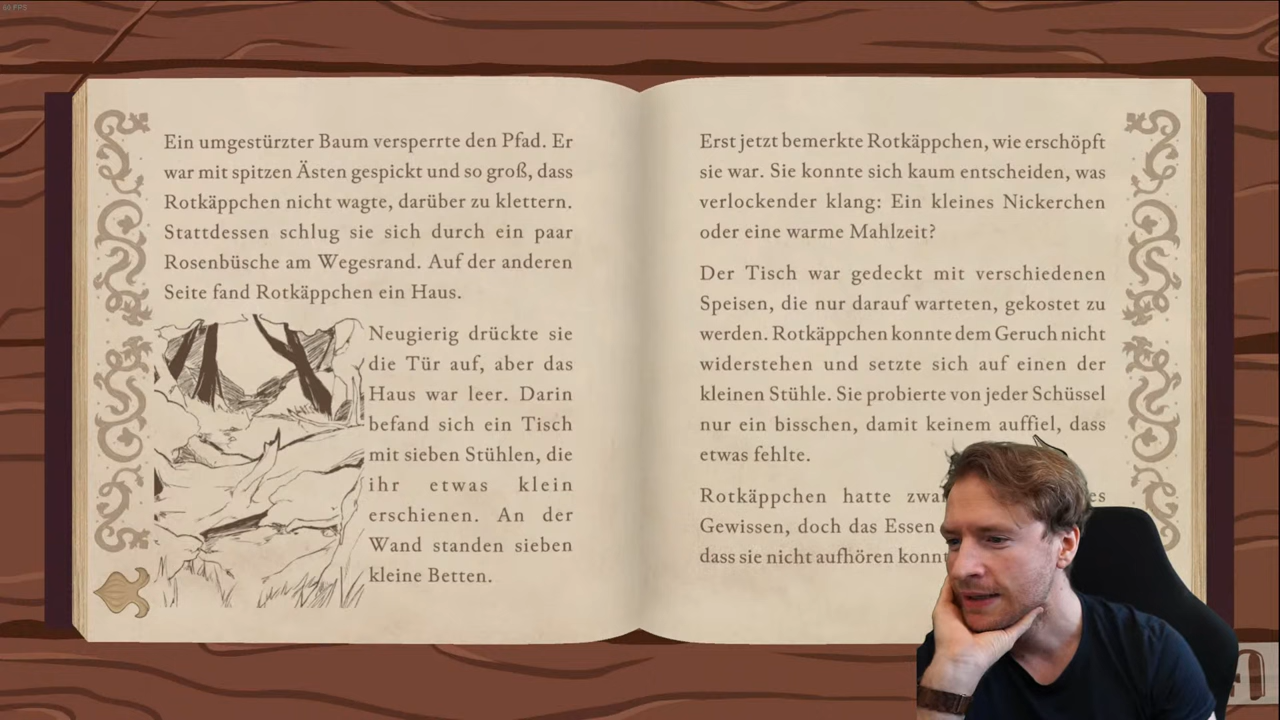 60 FPS
Ein umgestürzter Baum versperrte den Pfad. Er
war mit spitzen Ästen gespickt und so groß, dass
Rotkäppchen nicht wagte, darüber zu klettern.
Stattdessen schlug sie sich durch ein paar
Rosenbüsche am Wegesrand. Auf der anderen
Seite fand Rotkäppchen ein Haus.
Neugierig drückte sie
die Tür auf, aber das
Haus war leer. Darin
befand sich ein Tisch
mit sieben Stühlen, die
ihr etwas klein
erschienen. An der
Wand standen sieben
kleine Betten.
Erst jetzt bemerkte Rotkäppchen, wie erschöpft
sie war. Sie konnte sich kaum entscheiden, was
verlockender klang: Ein kleines Nickerchen
oder eine warme Mahlzeit?
Der Tisch war gedeckt mit verschiedenen
Speisen, die nur darauf warteten, gekostet zu
werden. Rotkäppchen konnte dem Geruch nicht
widerstehen und setzte sich auf einen der
kleinen Stühle. Sie probierte von jeder Schüssel
nur ein bisschen, damit keinem auffiel, dass
etwas fehlte.
Rotkäppchen hatte
Gewissen, doch das Essen
dass sie nicht aufhören